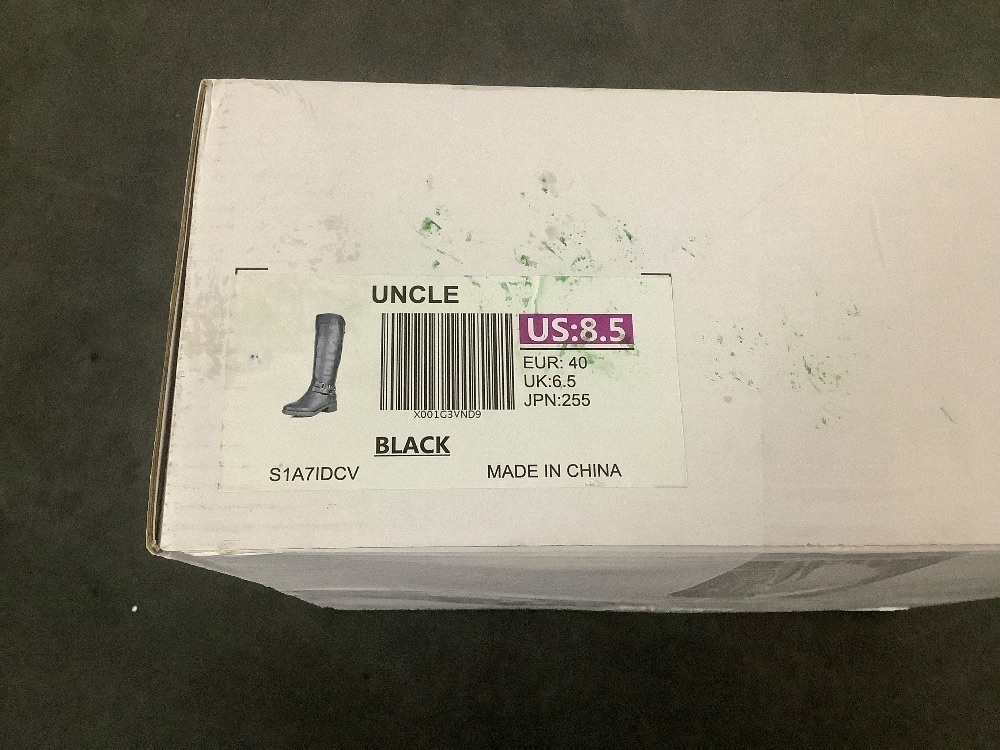 UNCLE
US:8.5
EUR: 40
UK:6.5
JPN:255
X001G3VND9
BLACK
S1A7IDCV
MADE IN CHINA